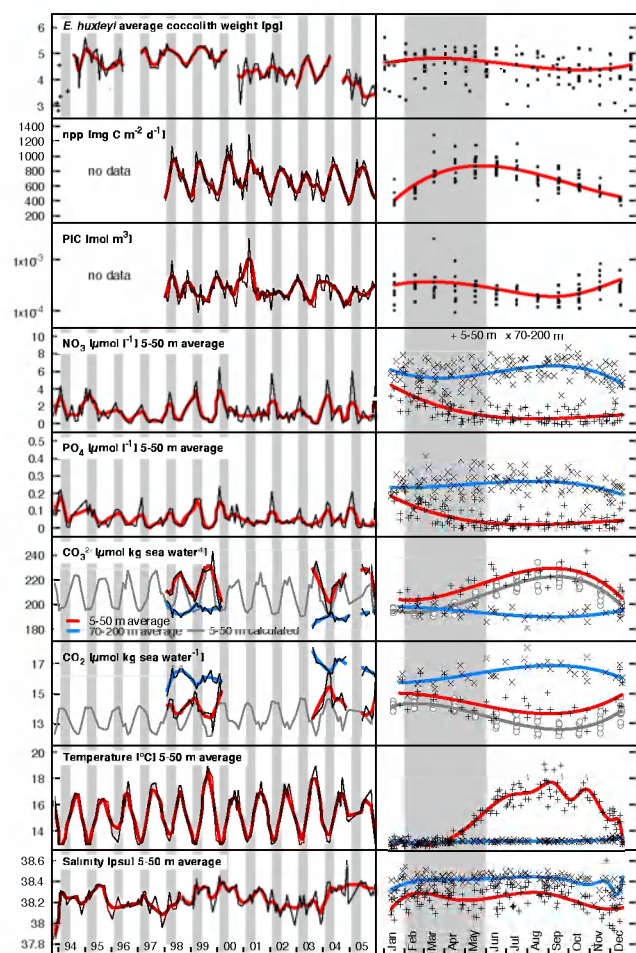 E. huxleyi average coccolith weight [pg]
6
5
4
3
npp [mg C m⁻² d⁻¹]
1400
1200
1000
800
600
400
200
no data
PIC [mol m³]
1x10⁻³
1x10⁻⁴
no data
NO₃ [µmol l⁻¹] 5-50 m average
10
8
6
4
2
0
+ 5-50 m x 70-200 m
PO₄ [µmol l⁻¹] 5-50 m average
0.5
0.4
0.3
0.2
0.1
0
CO₃²⁻ [µmol kg sea water⁻¹]
240
220
200
180
5-50 m average
70-200 m average 5-50 m calculated
CO₂ [µmol kg sea water⁻¹]
17
15
13
Temperature [°C] 5-50 m average
20
18
16
14
Salinity [psu] 5-50 m average
38.6
38.4
38.2
38
37.8
94 95 96 97 98 99 00 01 02 03 04 05
Jan Feb Mar Apr May Jun Jul Aug Sep Oct Nov Dec